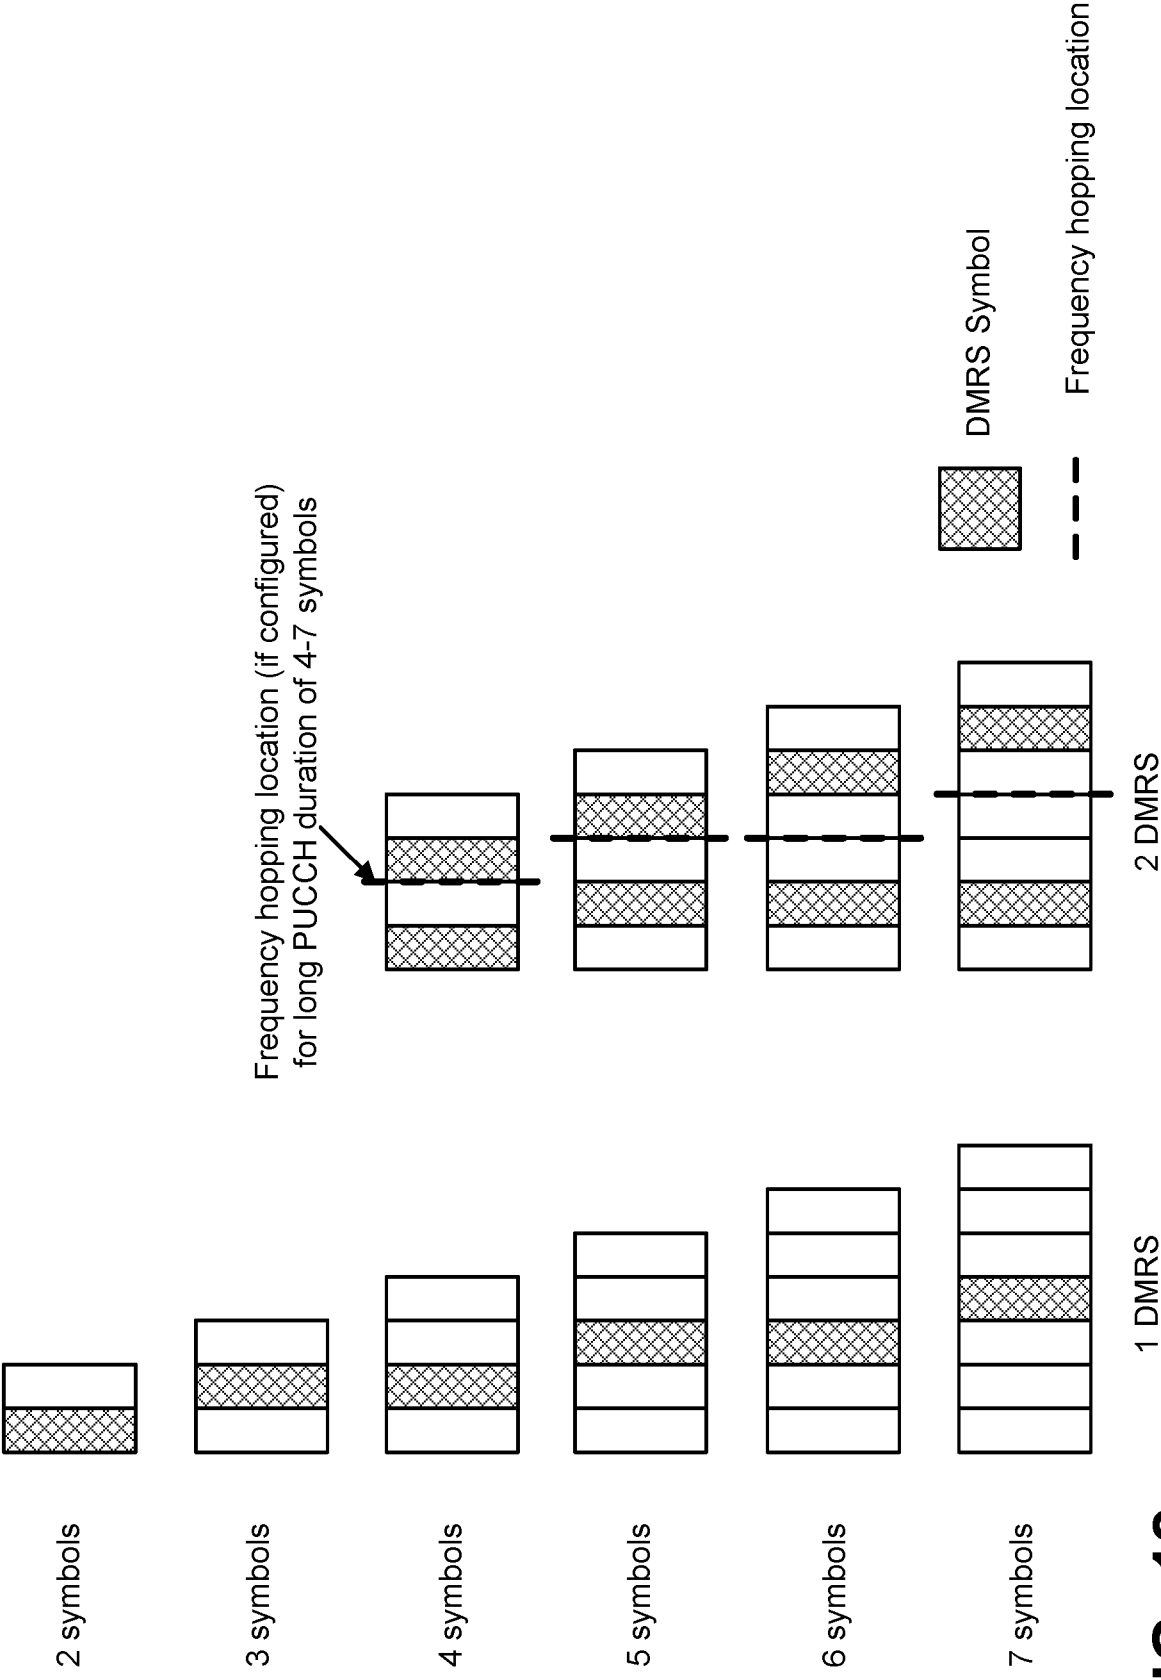 2 symbols
3 symbols
4 symbols
5 symbols
6 symbols
7 symbols
Frequency hopping location (if configured)
for long PUCCH duration of 4-7 symbols
1 DMRS
2 DMRS
DMRS Symbol
Frequency hopping location